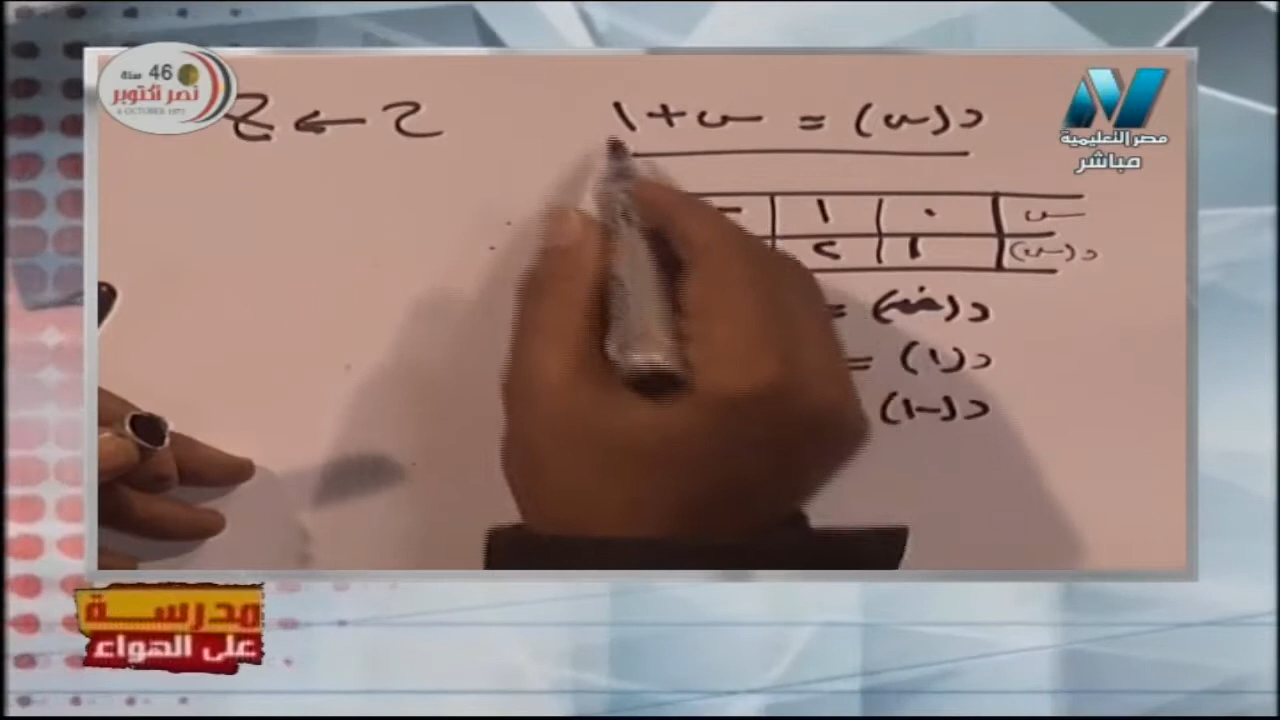 46 سنة
نصر أكتوبر
6 OCTOBER 1973
مصر التعليمية
مباشر
د(س) = س + ١
س ٠ ١ -
د(س) ١ ٢
د(صفر) =
د(١) =
د(-١)
مدرسة
على الهواء